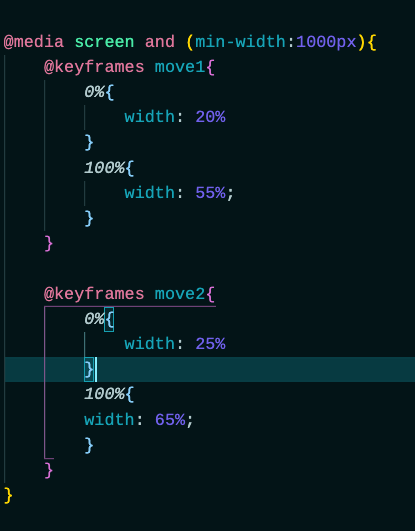 @media screen and (min-width:1000px){
@keyframes move1{
0%{
width: 20%
}
100%{
width: 55%;
}
}
@keyframes move2{
0%{
width: 25%
}
100%{
width: 65%;
}
}
}